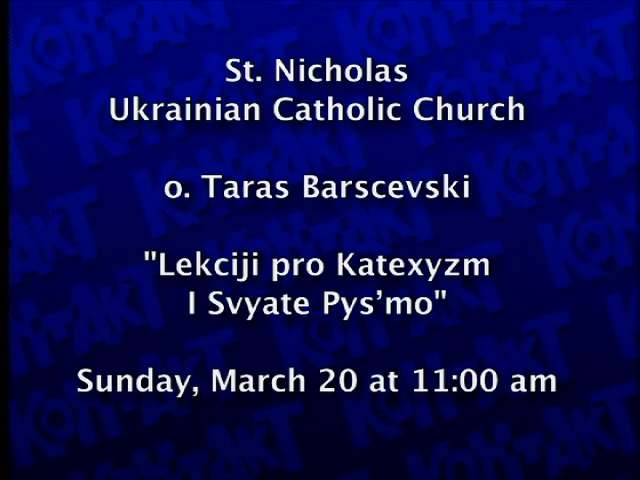 St. Nicholas
Ukrainian Catholic Church
o. Taras Barscevski
"Lekciji pro Katexyzm
I Svyate Pys’mo"
Sunday, March 20 at 11:00 am